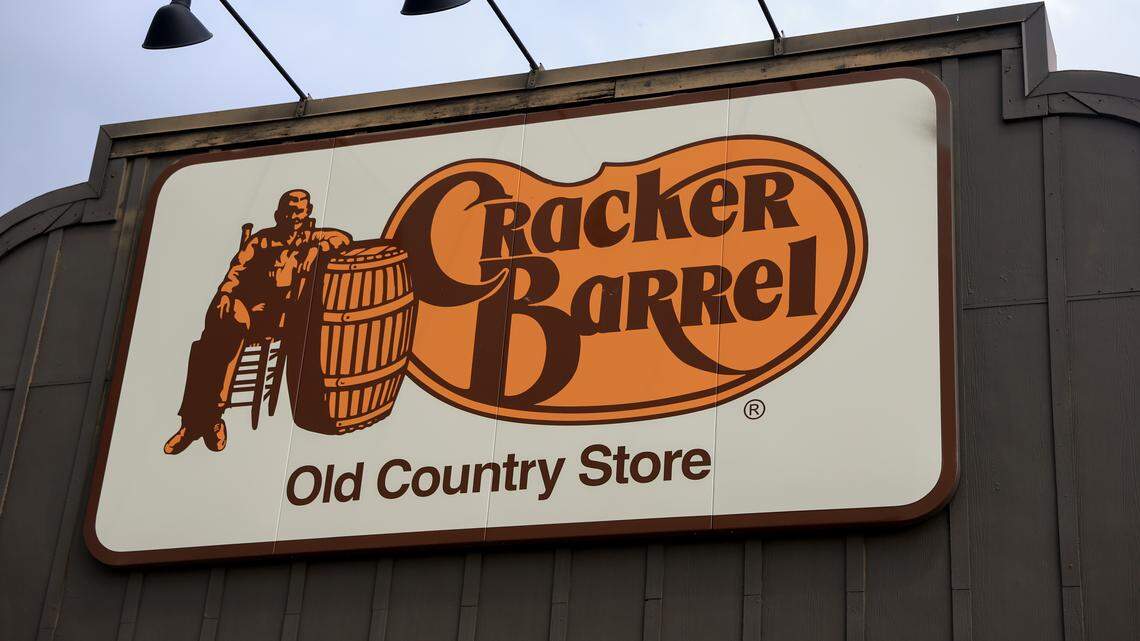 Cracker
Barrel
®
Old Country Store